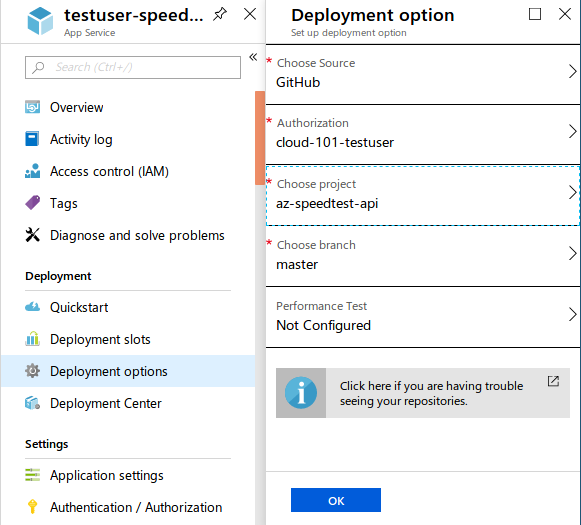 testuser-speed...
App Service
Search (Ctrl+/)
«
Overview
Activity log
Access control (IAM)
Tags
Diagnose and solve problems
Deployment
Quickstart
Deployment slots
Deployment options
Deployment Center
Settings
Application settings
Authentication / Authorization
Deployment option
Set up deployment option
* Choose Source
GitHub
* Authorization
cloud-101-testuser
* Choose project
az-speedtest-api
* Choose branch
master
Performance Test
Not Configured
Click here if you are having trouble
seeing your repositories.
OK